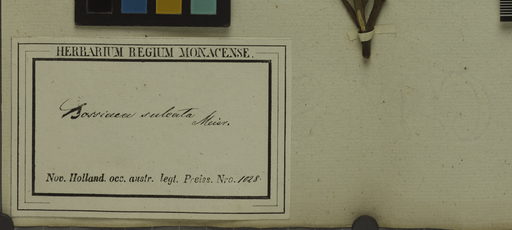 HERBARIUM REGIUM MONACENSE.
Bossiaea sulcata
Meisn.
Nov. Holland. occ. austr. legt. Preiss. Nro. 1028